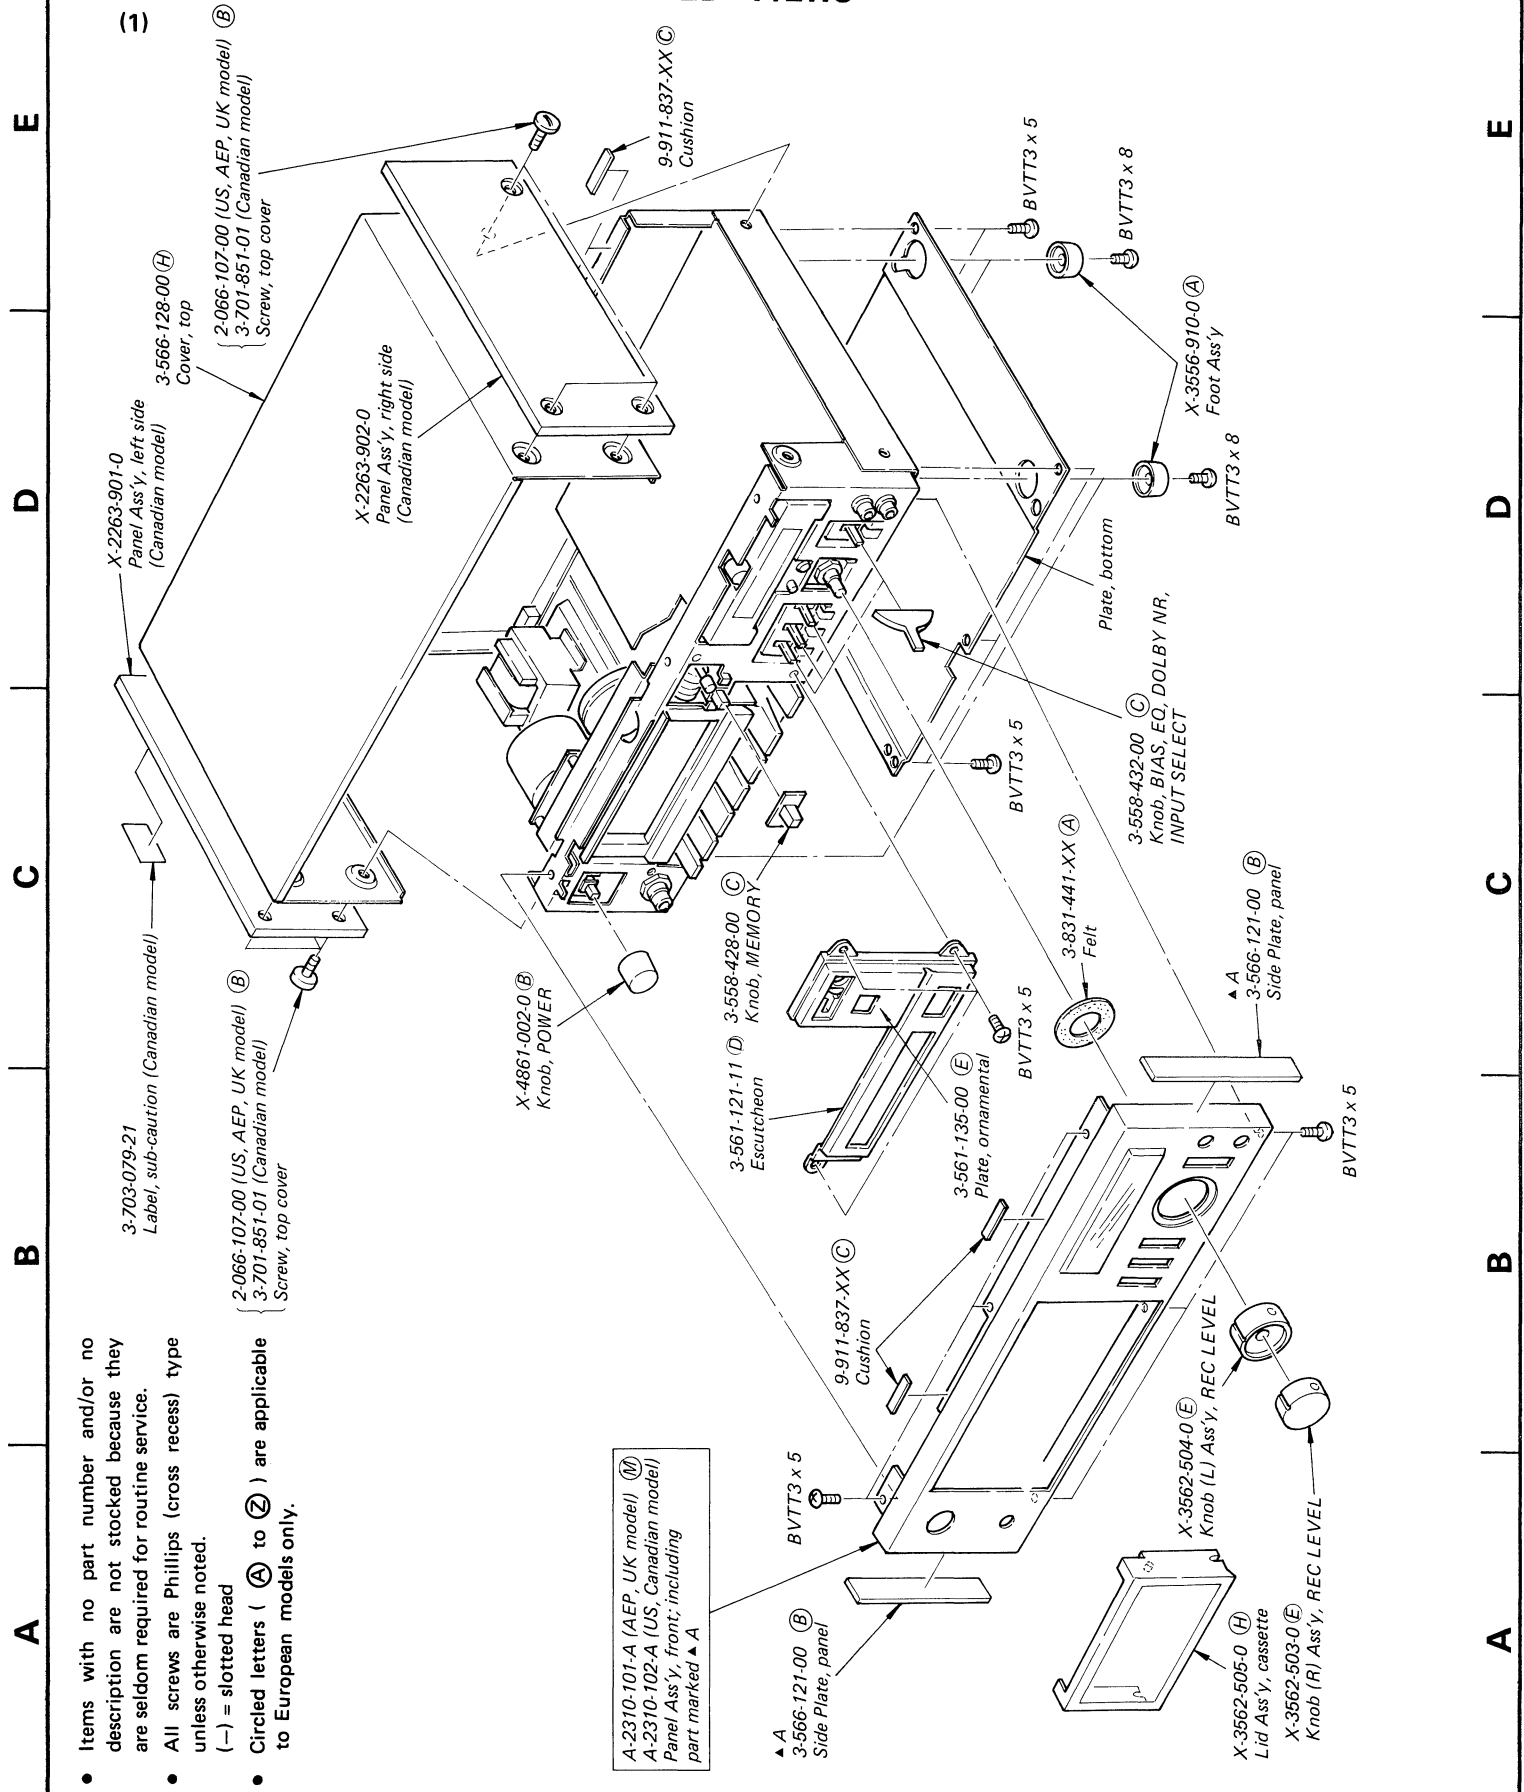 (1)
A
B
C
D
E
• Items with no part number and/or no
description are not stocked because they
are seldom required for routine service.
• All screws are Phillips (cross recess) type
unless otherwise noted.
(—) = slotted head
• Circled letters ( Ⓐ to Ⓩ ) are applicable
to European models only.
3-703-079-21
Label, sub-caution (Canadian model)
2-066-107-00 (US, AEP, UK model) Ⓑ
3-701-851-01 (Canadian model)
Screw, top cover
X-2263-901-0
Panel Ass'y, left side
(Canadian model)
3-566-128-00 Ⓗ
Cover, top
2-066-107-00 (US, AEP, UK model) Ⓑ
3-701-851-01 (Canadian model)
Screw, top cover
X-2263-902-0
Panel Ass'y, right side
(Canadian model)
9-911-837-XX Ⓒ
Cushion
X-4861-002-0 Ⓑ
Knob, POWER
3-561-121-11 Ⓓ
Escutcheon
3-558-428-00 Ⓒ
Knob, MEMORY
3-561-135-00 Ⓔ
Plate, ornamental
BVTT3 x 5
BVTT3 x 5
3-831-441-XX Ⓐ
Felt
3-558-432-00 Ⓒ
Knob, BIAS, EQ, DOLBY NR,
INPUT SELECT
Plate, bottom
BVTT3 x 5
BVTT3 x 8
X-3556-910-0 Ⓐ
Foot Ass'y
BVTT3 x 8
A-2310-101-A (AEP, UK model) Ⓜ
A-2310-102-A (US, Canadian model)
Panel Ass'y, front; including
part marked ▲ A
BVTT3 x 5
▲ A
3-566-121-00 Ⓑ
Side Plate, panel
9-911-837-XX Ⓒ
Cushion
▲ A
3-566-121-00 Ⓑ
Side Plate, panel
BVTT3 x 5
X-3562-504-0 Ⓔ
Knob (L) Ass'y, REC LEVEL
X-3562-505-0 Ⓗ
Lid Ass'y, cassette
X-3562-503-0 Ⓔ
Knob (R) Ass'y, REC LEVEL
A
B
C
D
E